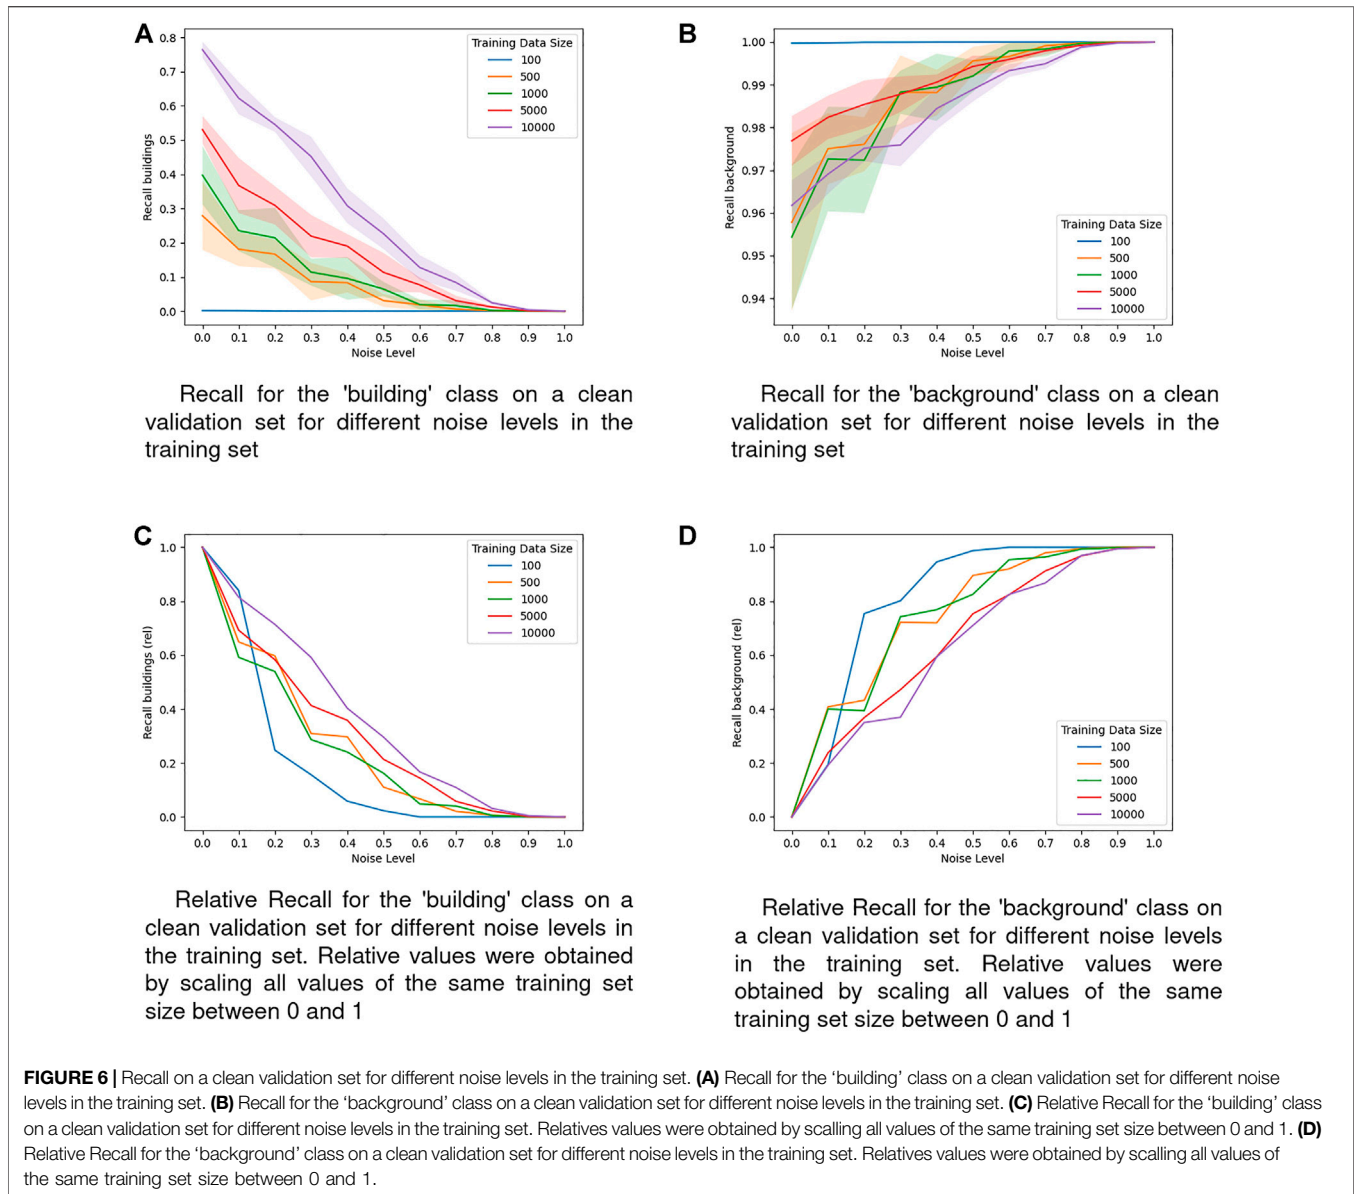 A
0.8
0.7
0.6
0.5
0.4
0.3
0.2
0.1
0.0
Recall buildings
Training Data Size
100
500
1000
5000
10000
0.0 0.1 0.2 0.3 0.4 0.5 0.6 0.7 0.8 0.9 1.0
Noise Level
Recall for the 'building' class on a clean
validation set for different noise levels in the
training set
B
1.00
0.99
0.98
0.97
0.96
0.95
0.94
Recall background
Training Data Size
100
500
1000
5000
10000
0.0 0.1 0.2 0.3 0.4 0.5 0.6 0.7 0.8 0.9 1.0
Noise Level
Recall for the 'background' class on a clean
validation set for different noise levels in the
training set
C
1.0
0.8
0.6
0.4
0.2
0.0
Recall buildings (rel)
Training Data Size
100
500
1000
5000
10000
0.0 0.1 0.2 0.3 0.4 0.5 0.6 0.7 0.8 0.9 1.0
Noise Level
Relative Recall for the 'building' class on a
clean validation set for different noise levels in
the training set. Relative values were obtained
by scaling all values of the same training set
size between 0 and 1
D
1.0
0.8
0.6
0.4
0.2
0.0
Recall background (rel)
Training Data Size
100
500
1000
5000
10000
0.0 0.1 0.2 0.3 0.4 0.5 0.6 0.7 0.8 0.9 1.0
Noise Level
Relative Recall for the 'background' class on
a clean validation set for different noise levels
in the training set. Relative values were
obtained by scaling all values of the same
training set size between 0 and 1
FIGURE 6 | Recall on a clean validation set for different noise levels in the training set. (A) Recall for the ‘building’ class on a clean validation set for different noise
levels in the training set. (B) Recall for the ‘background’ class on a clean validation set for different noise levels in the training set. (C) Relative Recall for the ‘building’ class
on a clean validation set for different noise levels in the training set. Relatives values were obtained by scalling all values of the same training set size between 0 and 1. (D)
Relative Recall for the ‘background’ class on a clean validation set for different noise levels in the training set. Relatives values were obtained by scalling all values of
the same training set size between 0 and 1.